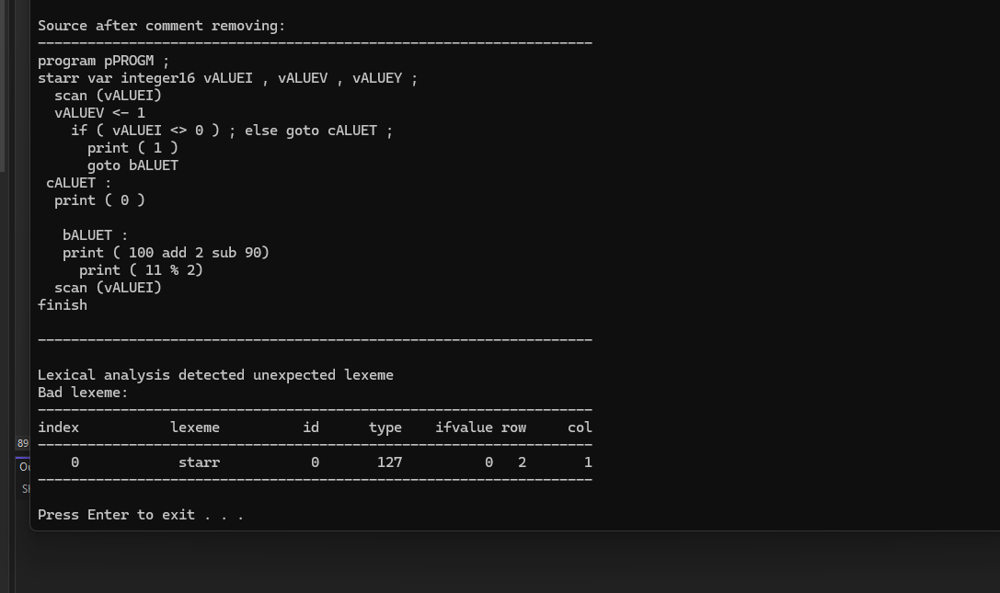 Source after comment removing:
-------------------------------------------------------------------
program pPROGM ;
starr var integer16 vALUEI , vALUEV , vALUEY ;
  scan (vALUEI)
  vALUEV <- 1
    if ( vALUEI <> 0 ) ; else goto cALUET ;
      print ( 1 )
      goto bALUET
 cALUET :
  print ( 0 )
   bALUET :
   print ( 100 add 2 sub 90)
     print ( 11 % 2)
  scan (vALUEI)
finish
-------------------------------------------------------------------
Lexical analysis detected unexpected lexeme
Bad lexeme:
-------------------------------------------------------------------
index           lexeme          id      type    ifvalue row     col
-------------------------------------------------------------------
    0            starr           0       127          0   2       1
-------------------------------------------------------------------
Press Enter to exit . . .
89